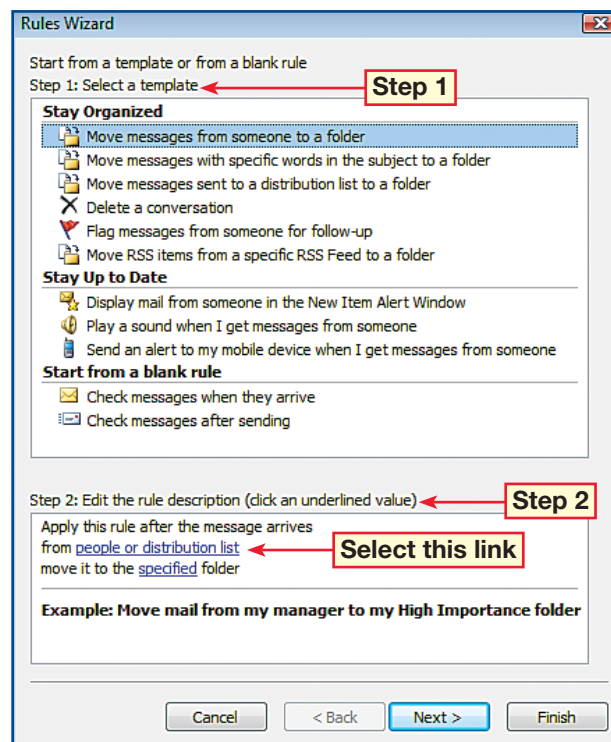 Rules Wizard
Start from a template or from a blank rule
Step 1: Select a template
Step 1
Stay Organized
Move messages from someone to a folder
Move messages with specific words in the subject to a folder
Move messages sent to a distribution list to a folder
Delete a conversation
Flag messages from someone for follow-up
Move RSS items from a specific RSS Feed to a folder
Stay Up to Date
Display mail from someone in the New Item Alert Window
Play a sound when I get messages from someone
Send an alert to my mobile device when I get messages from someone
Start from a blank rule
Check messages when they arrive
Check messages after sending
Step 2: Edit the rule description (click an underlined value)
Step 2
Apply this rule after the message arrives
from people or distribution list
Select this link
move it to the specified folder
Example: Move mail from my manager to my High Importance folder
Cancel
< Back
Next >
Finish